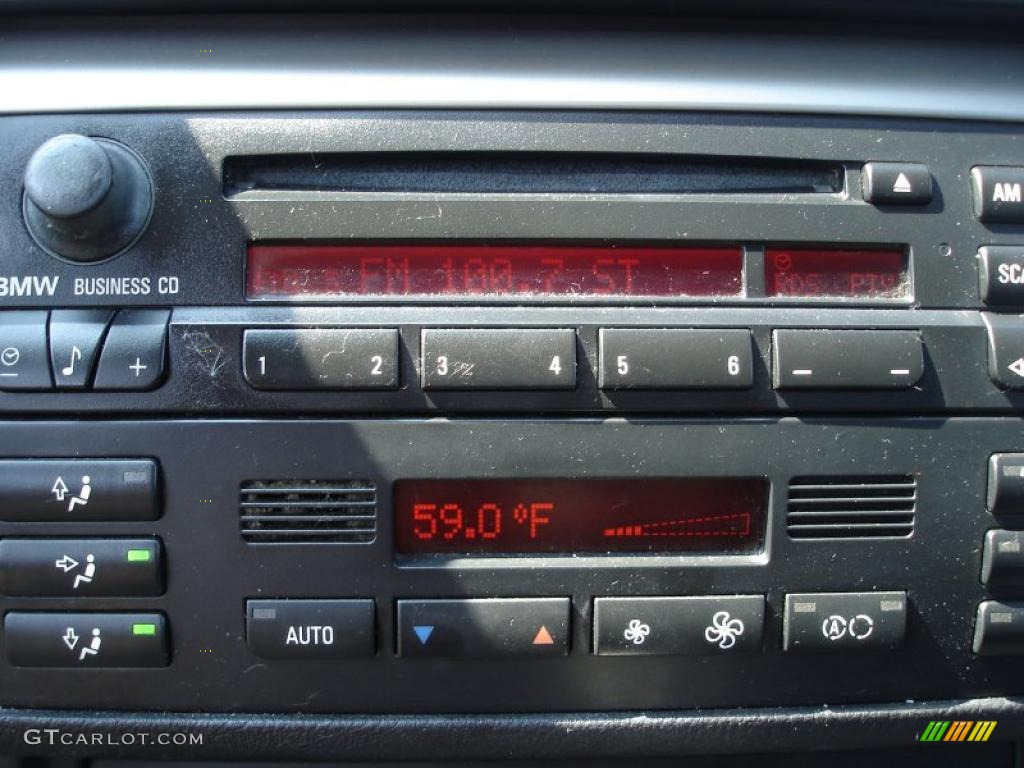 AM
FM 100.7 ST
RDS PTY
BMW BUSINESS CD
1 2 3 4 5 6
59.0 °F
AUTO
A
GTCARLOT.COM